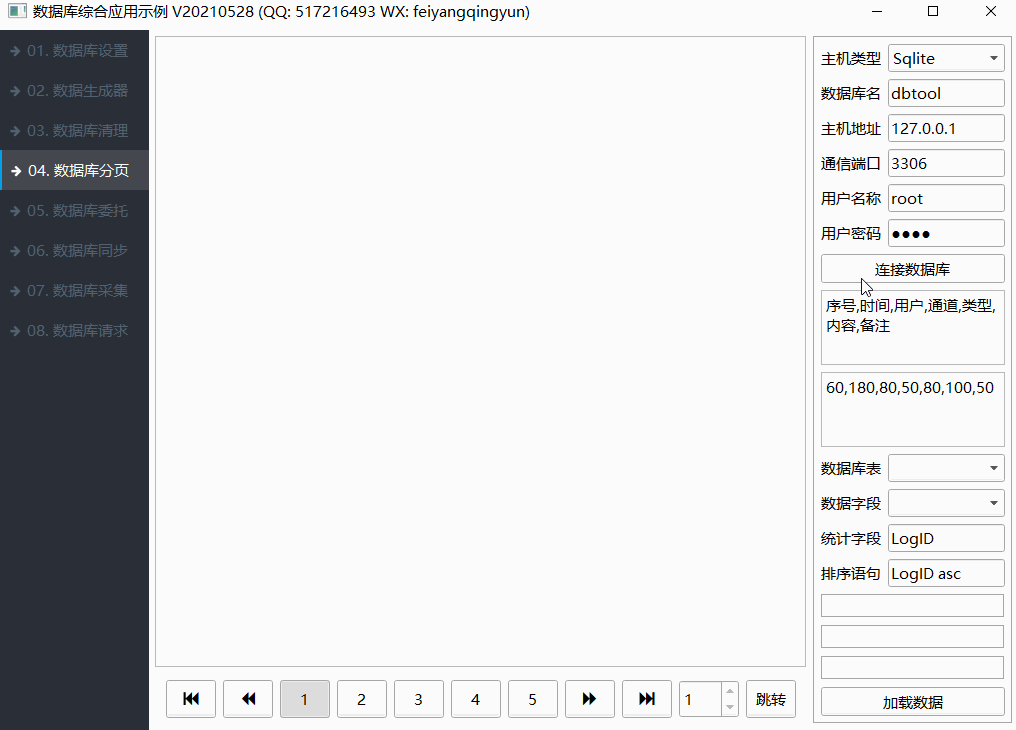 数据库综合应用示例 V20210528 (QQ: 517216493 WX: feiyangqingyun)
01. 数据库设置
02. 数据生成器
03. 数据库清理
04. 数据库分页
05. 数据库委托
06. 数据库同步
07. 数据库采集
08. 数据库请求
主机类型 Sqlite
数据库名 dbtool
主机地址 127.0.0.1
通信端口 3306
用户名称 root
用户密码 ●●●●
连接数据库
序号,时间,用户,通道,类型,
内容,备注
60,180,80,50,80,100,50
数据库表
数据字段
统计字段 LogID
排序语句 LogID asc
加载数据
1 2 3 4 5 1 跳转